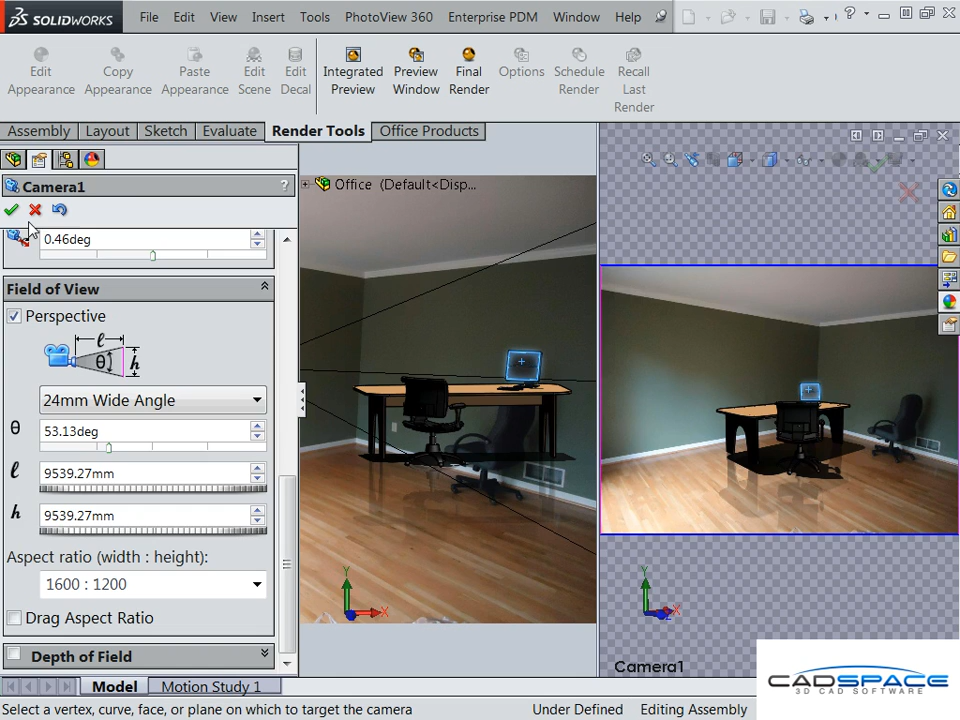 SOLIDWORKS File Edit View Insert Tools PhotoView 360 Enterprise PDM Window Help ?
Edit Appearance
Copy Appearance
Paste Appearance
Edit Scene
Edit Decal
Integrated Preview
Preview Window
Final Render
Options
Schedule Render
Recall Last Render
Assembly Layout Sketch Evaluate Render Tools Office Products
Camera1 ?
Office (Default<Disp...
0.46deg
Field of View
Perspective
ℓ
θ h
24mm Wide Angle
θ 53.13deg
ℓ 9539.27mm
h 9539.27mm
Aspect ratio (width : height):
1600 : 1200
Drag Aspect Ratio
Depth of Field
Y X
Y X Z
Camera1
Model Motion Study 1
CADSPACE
3D CAD SOFTWARE
Select a vertex, curve, face, or plane on which to target the camera Under Defined Editing Assembly